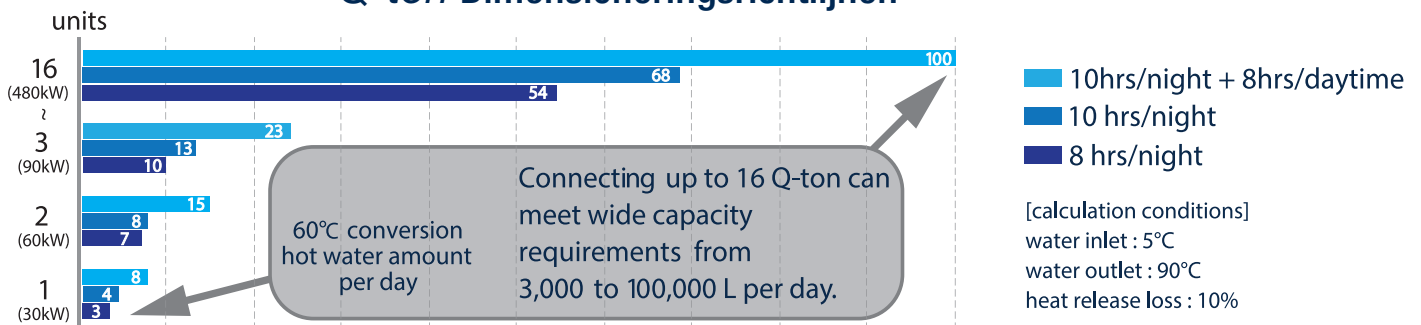 units
16
(480kW)
~
3
(90kW)
2
(60kW)
1
(30kW)
100
68
54
23
13
10
15
8
7
8
4
3
60℃ conversion
hot water amount
per day
Connecting up to 16 Q-ton can
meet wide capacity
requirements from
3,000 to 100,000 L per day.
10hrs/night + 8hrs/daytime
10 hrs/night
8 hrs/night
[calculation conditions]
water inlet : 5℃
water outlet : 90℃
heat release loss : 10%